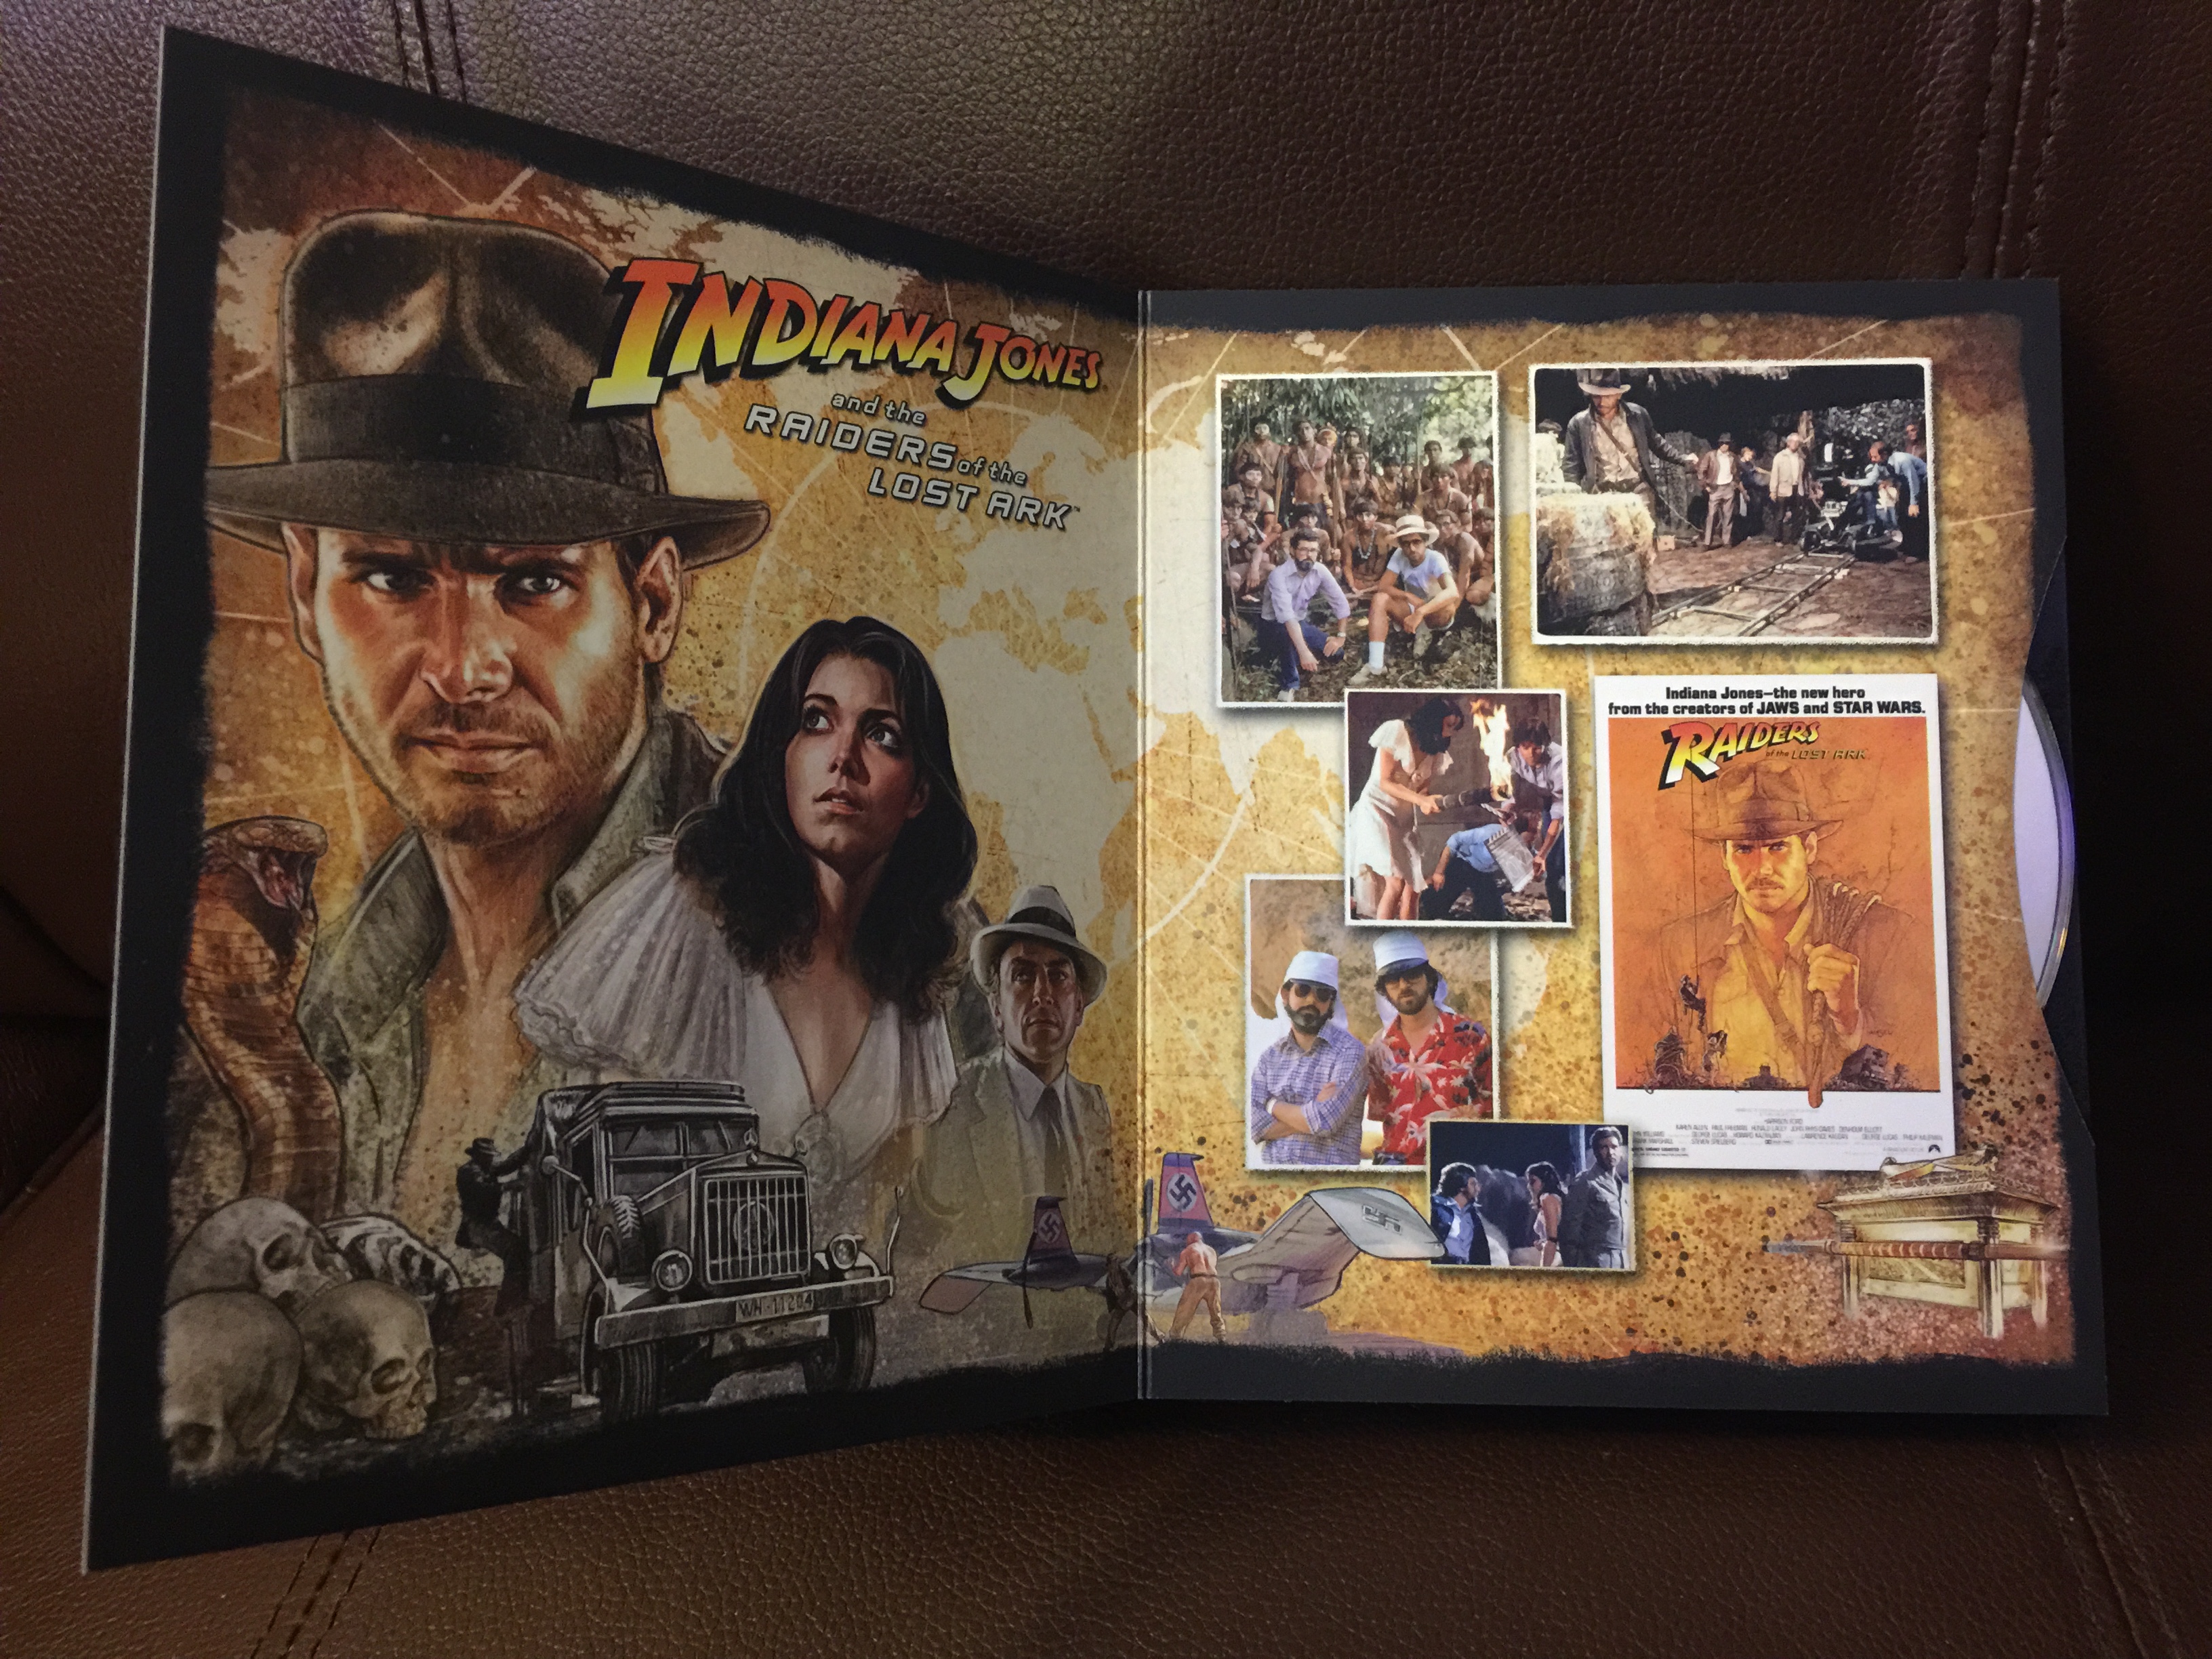 INDIANA JONES
and the
RAIDERS of the
LOST ARK™
Indiana Jones—the new hero
from the creators of JAWS and STAR WARS.
RAIDERS
of the LOST ARK
WH-11204